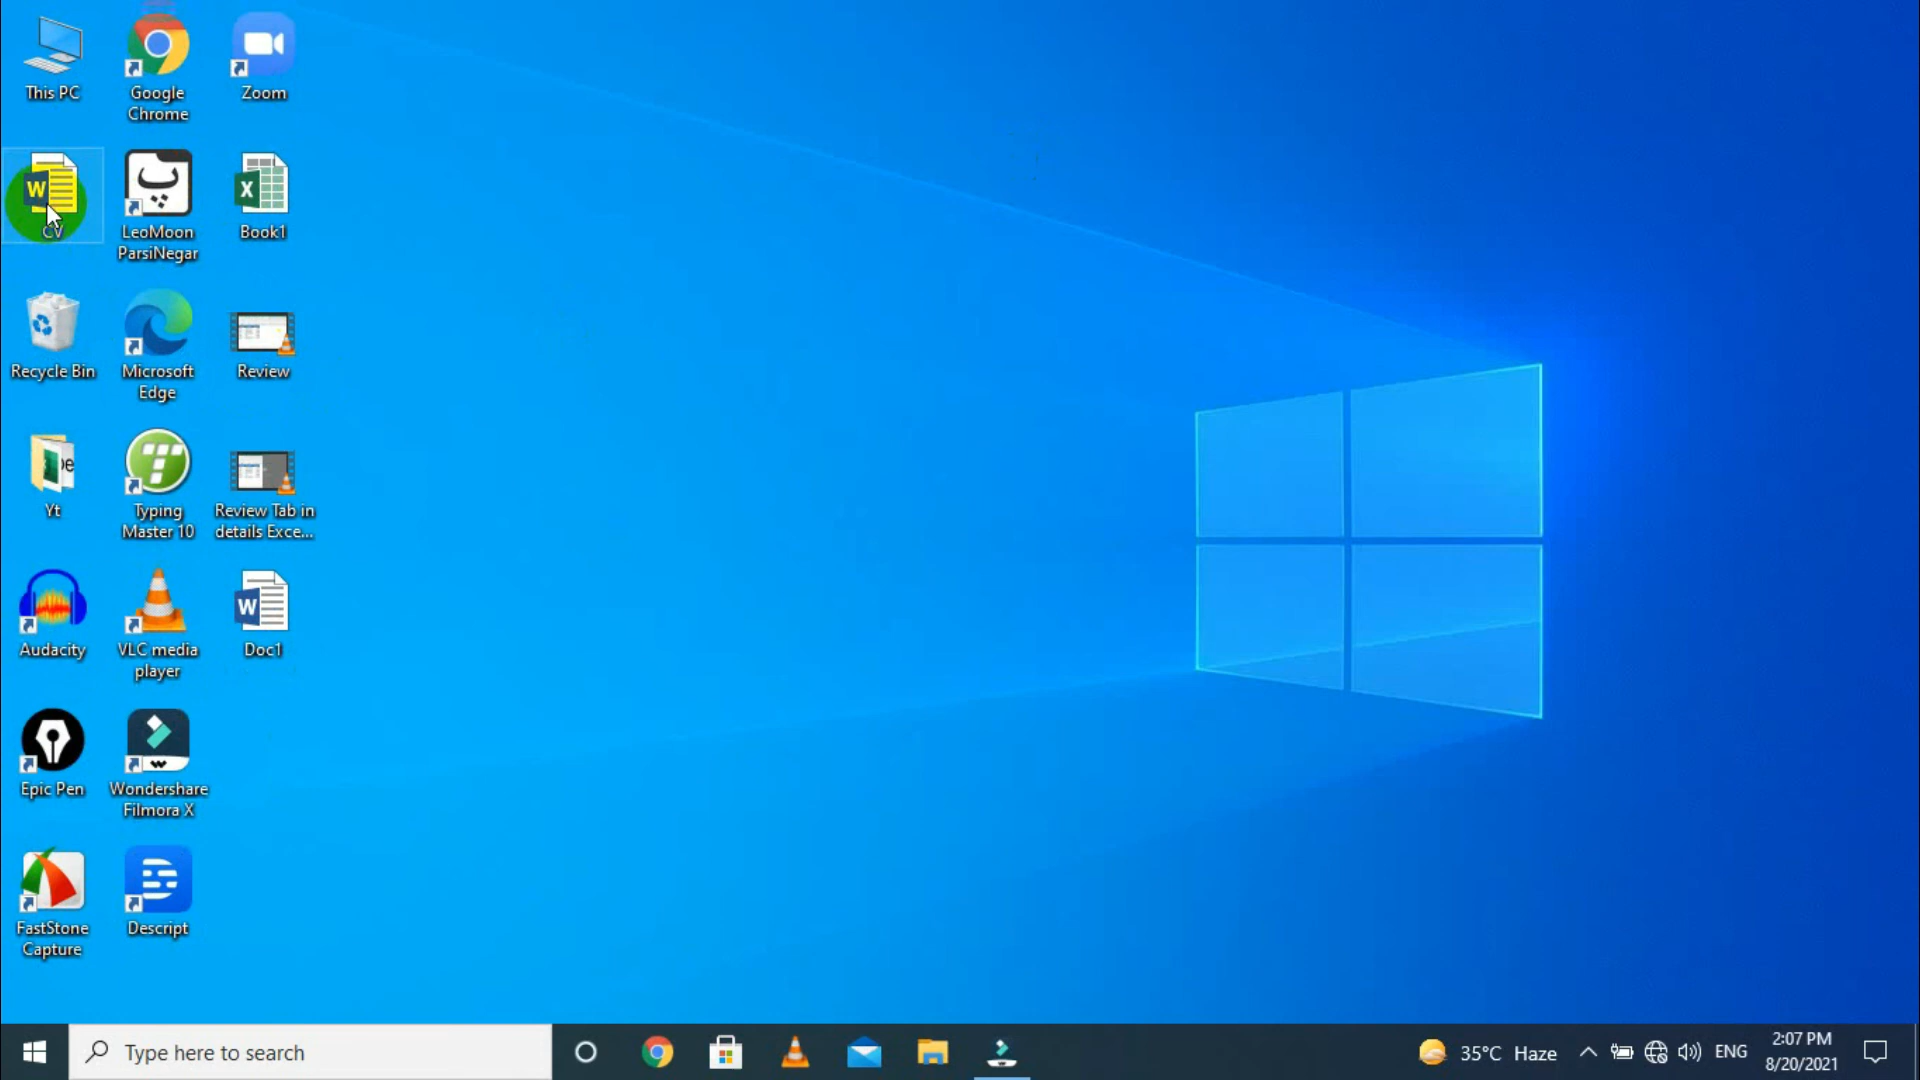 This PC
Google
Chrome
Zoom
CV
LeoMoon
ParsiNegar
Book1
Recycle Bin
Microsoft
Edge
Review
Yt
Typing
Master 10
Review Tab in
details Exce...
Audacity
VLC media
player
Doc1
Epic Pen
Wondershare
Filmora X
FastStone
Capture
Descript
Type here to search
35°C Haze
ENG
2:07 PM
8/20/2021